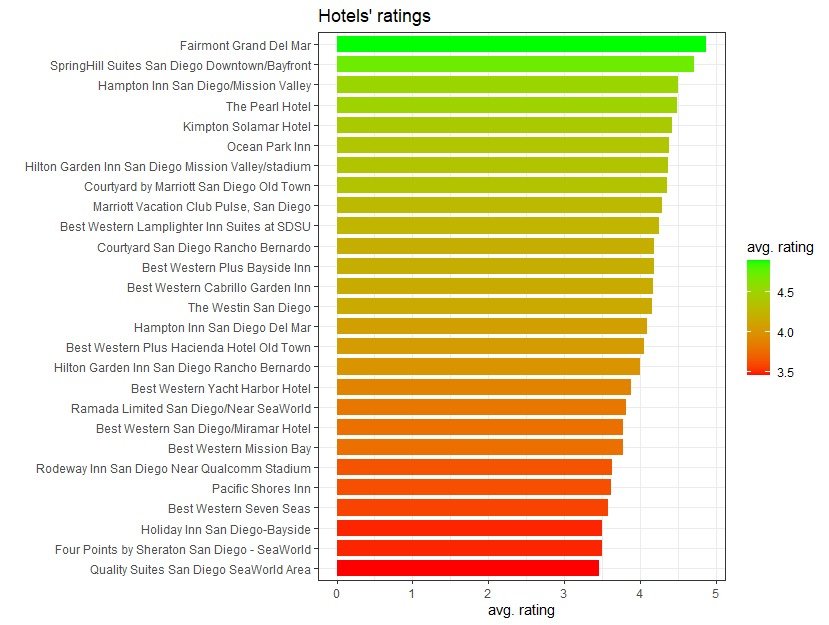 Hotels' ratings
Fairmont Grand Del Mar
SpringHill Suites San Diego Downtown/Bayfront
Hampton Inn San Diego/Mission Valley
The Pearl Hotel
Kimpton Solamar Hotel
Ocean Park Inn
Hilton Garden Inn San Diego Mission Valley/stadium
Courtyard by Marriott San Diego Old Town
Marriott Vacation Club Pulse, San Diego
Best Western Lamplighter Inn Suites at SDSU
Courtyard San Diego Rancho Bernardo
Best Western Plus Bayside Inn
Best Western Cabrillo Garden Inn
The Westin San Diego
Hampton Inn San Diego Del Mar
Best Western Plus Hacienda Hotel Old Town
Hilton Garden Inn San Diego Rancho Bernardo
Best Western Yacht Harbor Hotel
Ramada Limited San Diego/Near SeaWorld
Best Western San Diego/Miramar Hotel
Best Western Mission Bay
Rodeway Inn San Diego Near Qualcomm Stadium
Pacific Shores Inn
Best Western Seven Seas
Holiday Inn San Diego-Bayside
Four Points by Sheraton San Diego - SeaWorld
Quality Suites San Diego SeaWorld Area
0 1 2 3 4 5
avg. rating
avg. rating
4.5
4.0
3.5